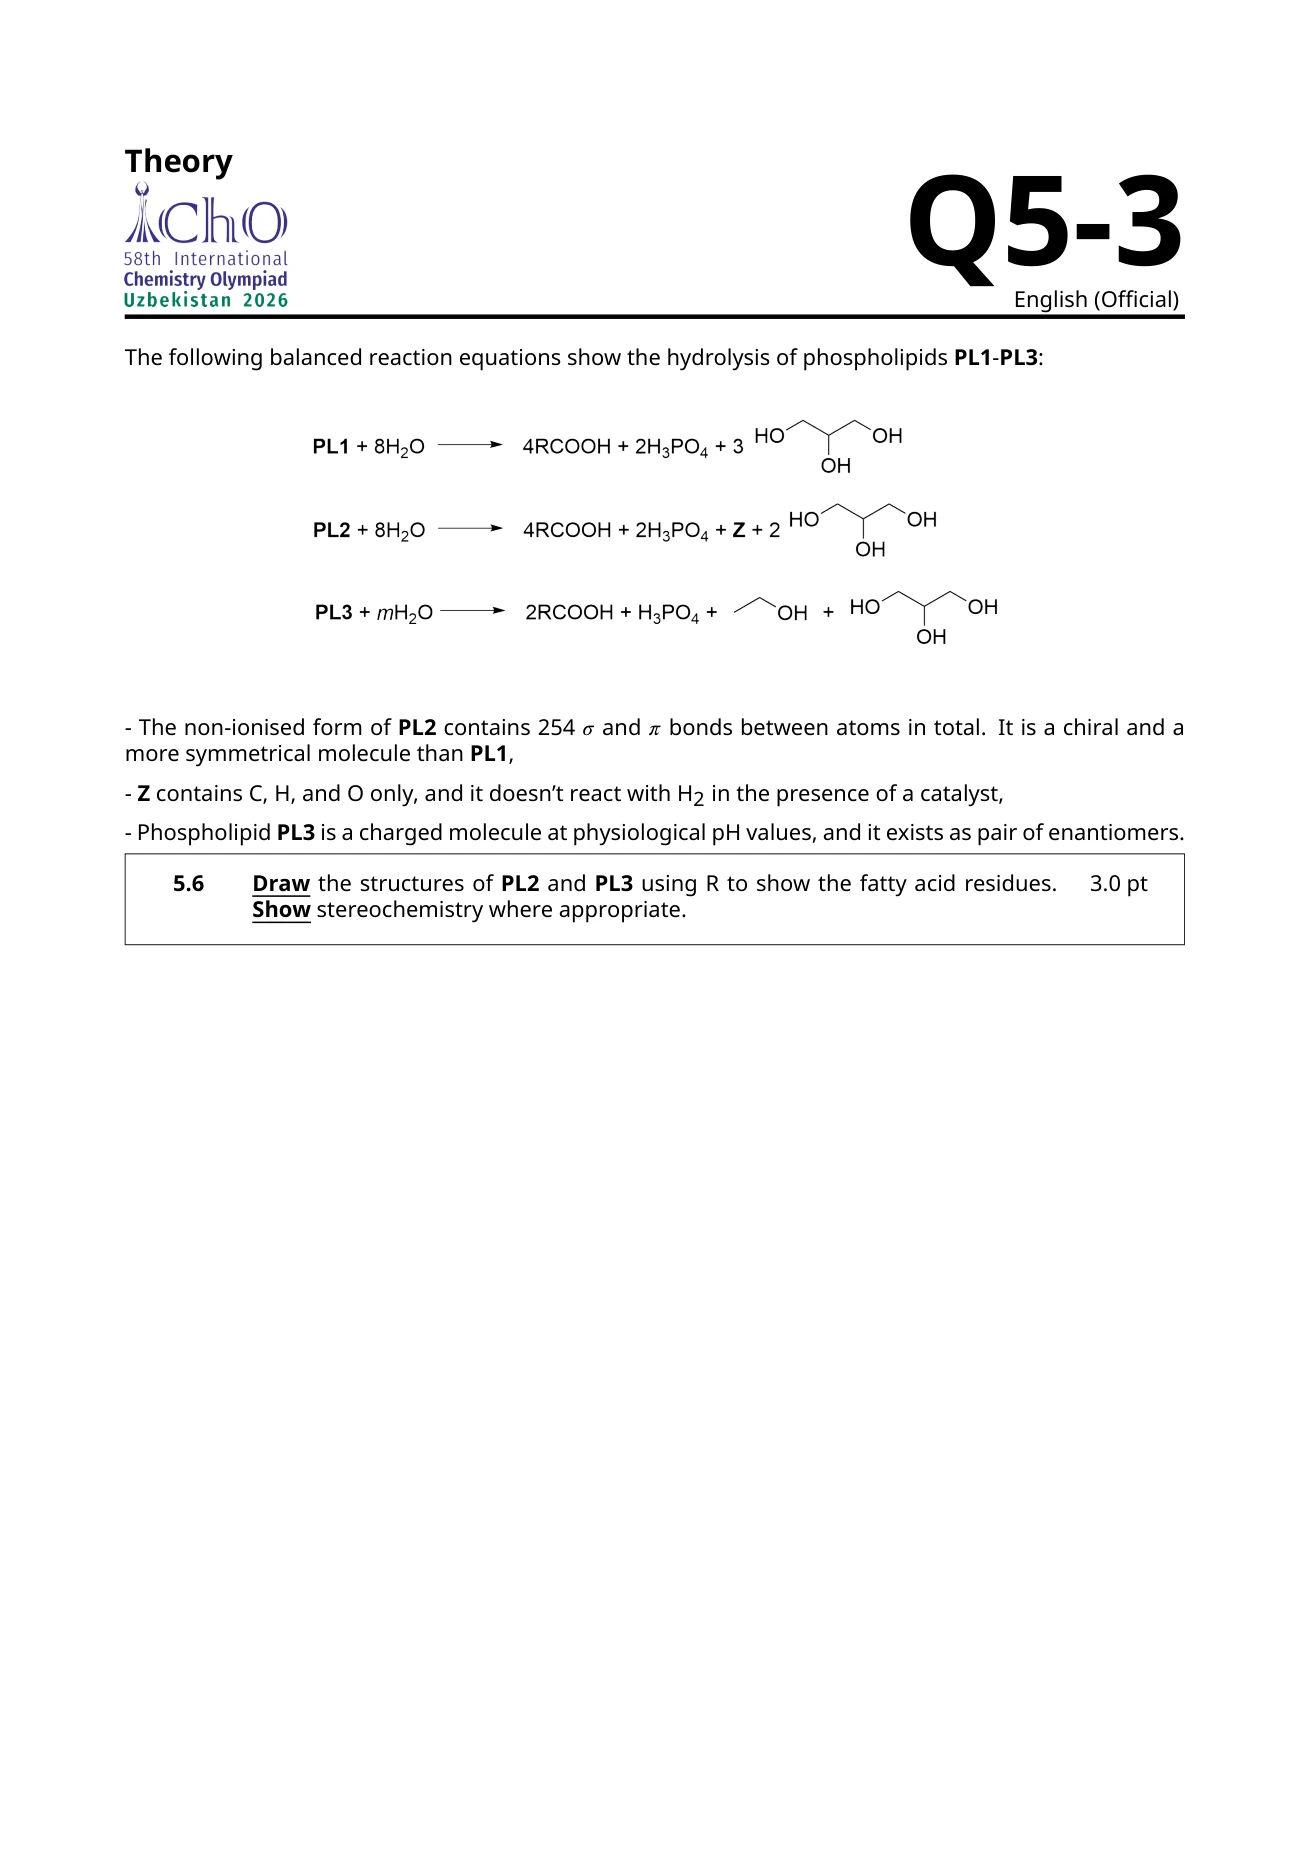 Theory
IChO
58th International
Chemistry Olympiad
Uzbekistan 2026
Q5-3
English (Official)
The following balanced reaction equations show the hydrolysis of phospholipids PL1-PL3:
PL1 + 8H₂O → 4RCOOH + 2H₃PO₄ + 3 HO OH OH
PL2 + 8H₂O → 4RCOOH + 2H₃PO₄ + Z + 2 HO OH OH
PL3 + mH₂O → 2RCOOH + H₃PO₄ + OH + HO OH OH
- The non-ionised form of PL2 contains 254 σ and π bonds between atoms in total. It is a chiral and a
more symmetrical molecule than PL1,
- Z contains C, H, and O only, and it doesn't react with H₂ in the presence of a catalyst,
- Phospholipid PL3 is a charged molecule at physiological pH values, and it exists as pair of enantiomers.
5.6 Draw the structures of PL2 and PL3 using R to show the fatty acid residues. 3.0 pt
Show stereochemistry where appropriate.